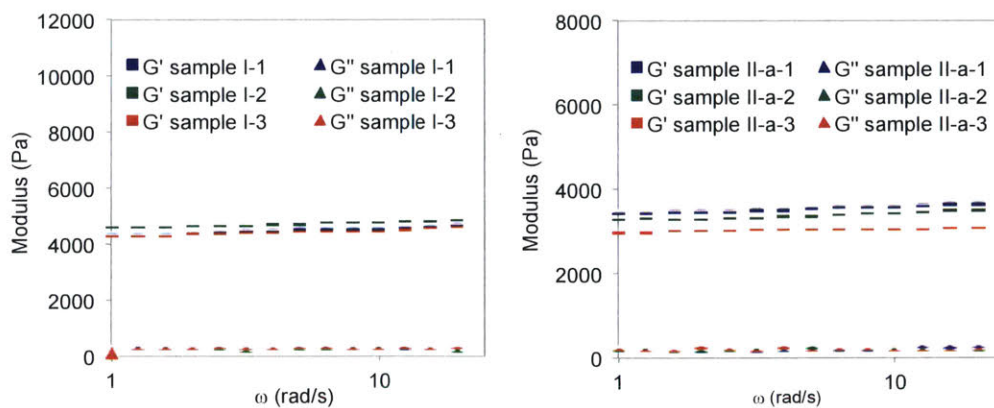 12000
10000
8000
6000
4000
2000
0
Modulus (Pa)
G' sample I-1 G'' sample I-1
G' sample I-2 G'' sample I-2
G' sample I-3 G'' sample I-3
1 10
ω (rad/s)
8000
6000
4000
2000
0
Modulus (Pa)
G' sample II-a-1 G'' sample II-a-1
G' sample II-a-2 G'' sample II-a-2
G' sample II-a-3 G'' sample II-a-3
1 10
ω (rad/s)